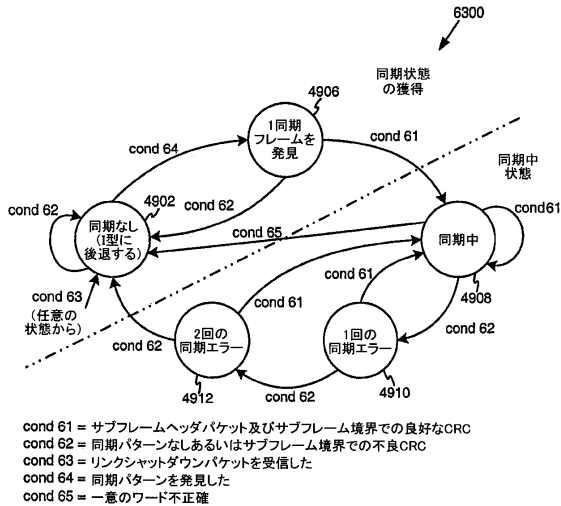 6300
同期状態
の獲得
4906
1同期
フレームを
発見
cond 64
cond 61
同期中
状態
4902
cond 62
cond 62
同期なし
(I型に
後退する)
cond 65
同期中
cond61
4908
cond 63
(任意の
状態から)
cond 61
cond 61
cond 62
cond 62
2回の
同期エラー
1回の
同期エラー
cond 62
4912
4910
cond 61 = サブフレームヘッダパケット及びサブフレーム境界での良好なCRC
cond 62 = 同期パターンなしあるいはサブフレーム境界での不良CRC
cond 63 = リンクシャットダウンパケットを受信した
cond 64 = 同期パターンを発見した
cond 65 = 一意のワード不正確